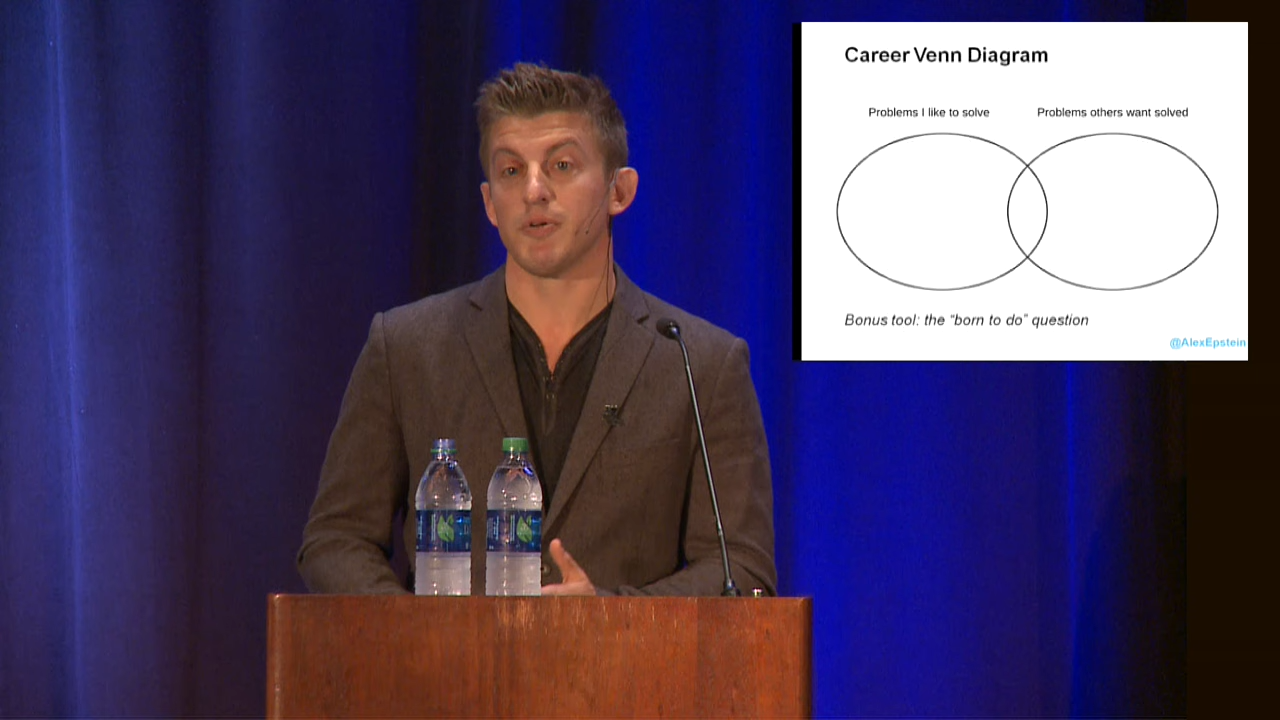 Career Venn Diagram
Problems I like to solve
Problems others want solved
Bonus tool: the "born to do" question
@AlexEpstein